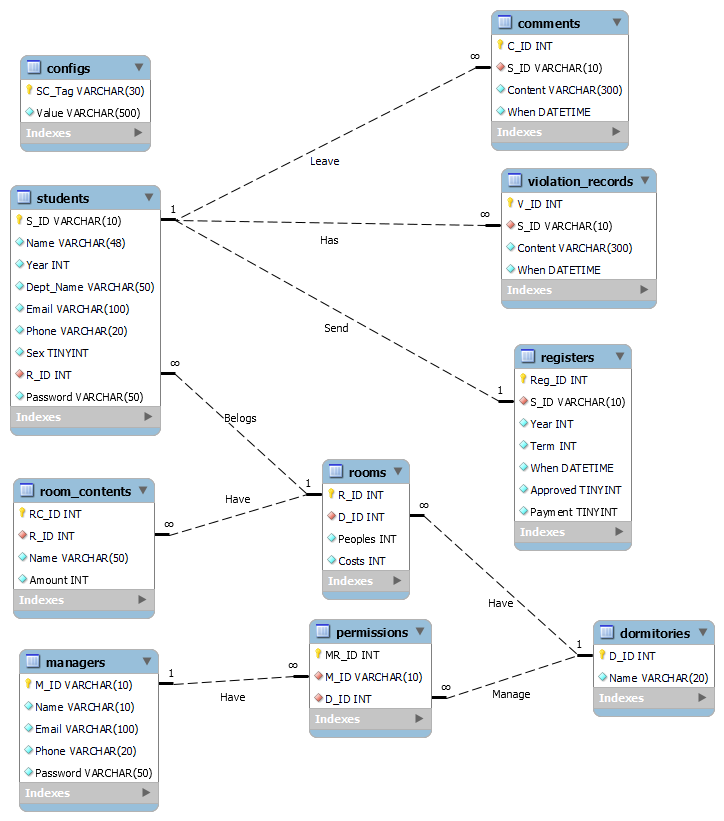 configs
SC_Tag VARCHAR(30)
Value VARCHAR(500)
Indexes
comments
C_ID INT
S_ID VARCHAR(10)
Content VARCHAR(300)
When DATETIME
Indexes
∞
Leave
students
S_ID VARCHAR(10)
Name VARCHAR(48)
Year INT
Dept_Name VARCHAR(50)
Email VARCHAR(100)
Phone VARCHAR(20)
Sex TINYINT
R_ID INT
Password VARCHAR(50)
Indexes
1
∞
Has
violation_records
V_ID INT
S_ID VARCHAR(10)
Content VARCHAR(300)
When DATETIME
Indexes
∞
Send
1
registers
Reg_ID INT
S_ID VARCHAR(10)
Year INT
Term INT
When DATETIME
Approved TINYINT
Payment TINYINT
Indexes
Belogs
1
room_contents
RC_ID INT
R_ID INT
Name VARCHAR(50)
Amount INT
Indexes
∞
Have
rooms
R_ID INT
D_ID INT
Peoples INT
Costs INT
Indexes
∞
Have
1
managers
M_ID VARCHAR(10)
Name VARCHAR(10)
Email VARCHAR(100)
Phone VARCHAR(20)
Password VARCHAR(50)
Indexes
1
Have
∞
permissions
MR_ID INT
M_ID VARCHAR(10)
D_ID INT
Indexes
∞
Manage
dormitories
D_ID INT
Name VARCHAR(20)
Indexes